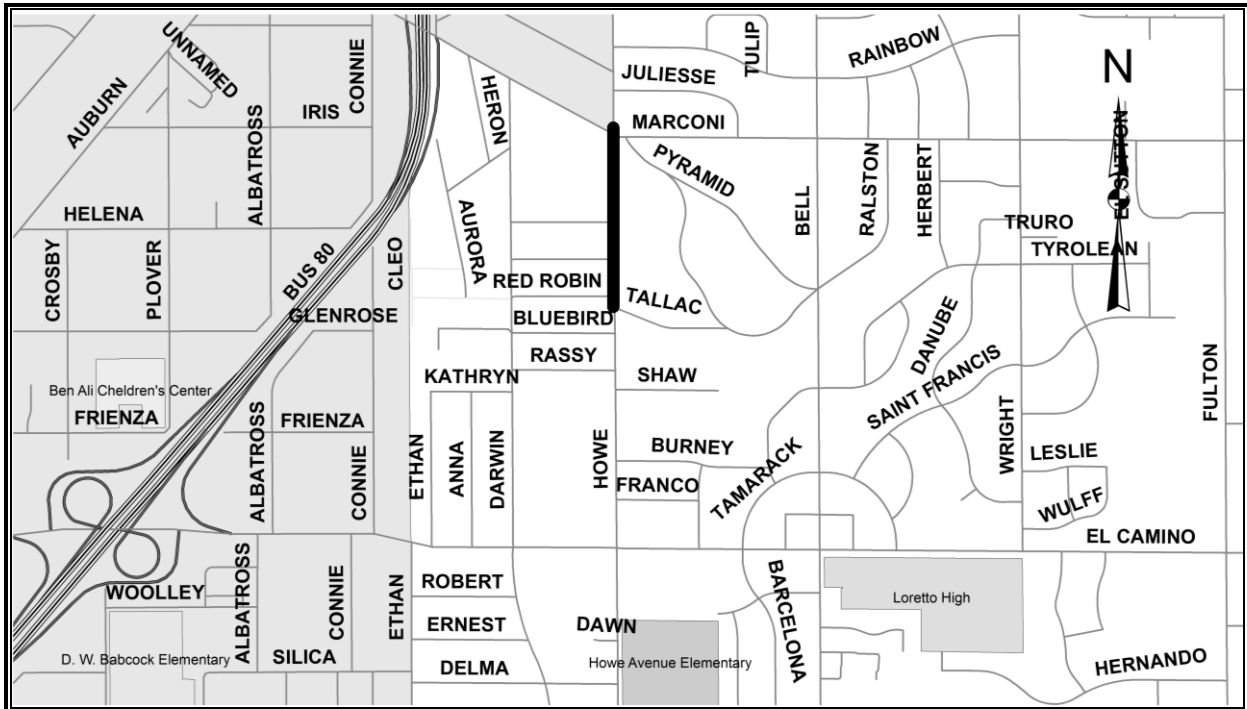 UNNAMED
CONNIE
TULIP
RAINBOW
AUBURN
HERON
JULIESSE
N
IRIS
MARCONI
ALBATROSS
PYRAMID
BELL
RALSTON
HERBERT
HELENA
AURORA
TRURO
TYROLEAN
CROSBY
PLOVER
BUS 80
CLEO
RED ROBIN
TALLAC
GLENROSE
BLUEBIRD
DANUBE
RASSY
SAINT FRANCIS
KATHRYN
SHAW
Ben Ali Cheldren's Center
FRIENZA
FRIENZA
FULTON
ALBATROSS
CONNIE
ETHAN
ANNA
DARWIN
HOWE
BURNEY
TAMARACK
WRIGHT
LESLIE
FRANCO
WULFF
EL CAMINO
WOOLLEY
ALBATROSS
CONNIE
ETHAN
ROBERT
BARCELONA
Loretto High
ERNEST
DAWN
D. W. Babcock Elementary
SILICA
DELMA
Howe Avenue Elementary
HERNANDO